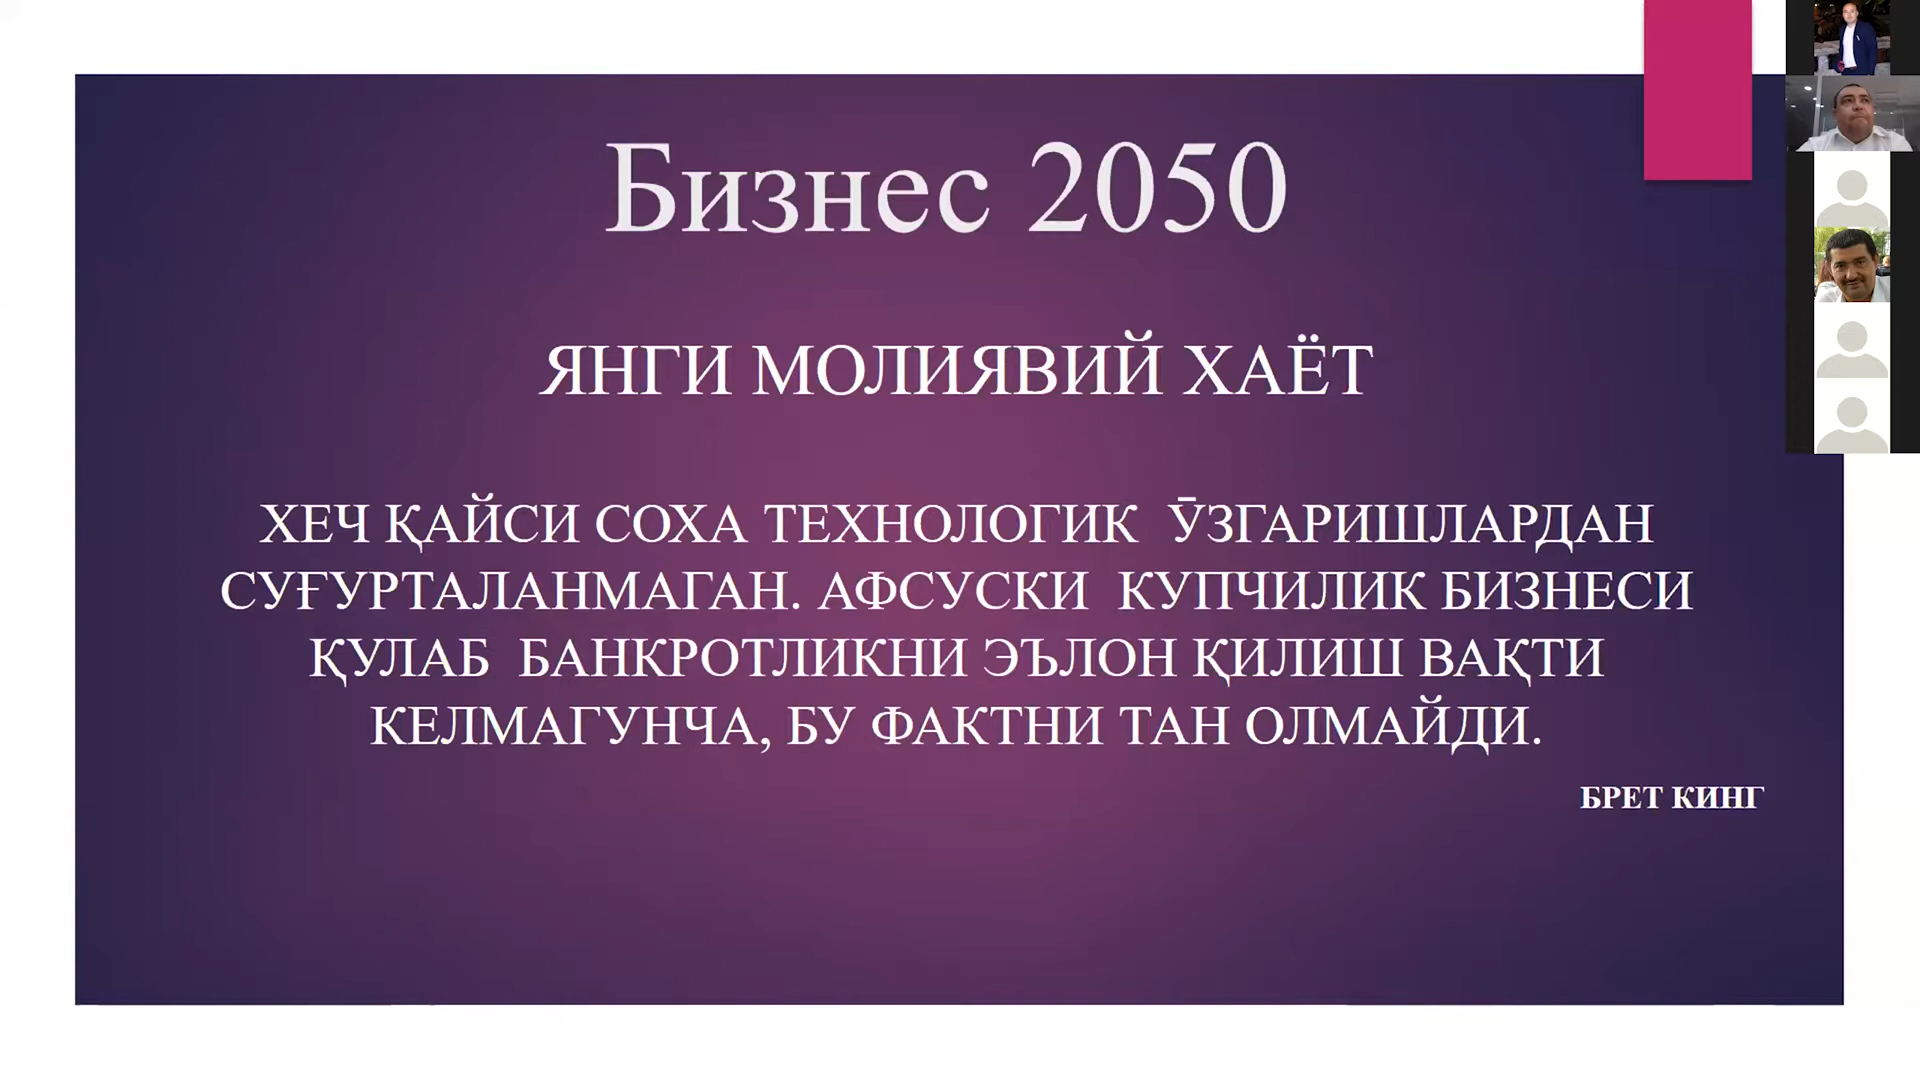 Бизнес 2050
ЯНГИ МОЛИЯВИЙ ХАЁТ
ХЕЧ ҚАЙСИ СОХА ТЕХНОЛОГИК ӮЗГАРИШЛАРДАН
СУҒУРТАЛАНМАГАН. АФСУСКИ КУПЧИЛИК БИЗНЕСИ
ҚУЛАБ БАНКРОТЛИКНИ ЭЪЛОН ҚИЛИШ ВАҚТИ
КЕЛМАГУНЧА, БУ ФАКТНИ ТАН ОЛМАЙДИ.
БРЕТ КИНГ